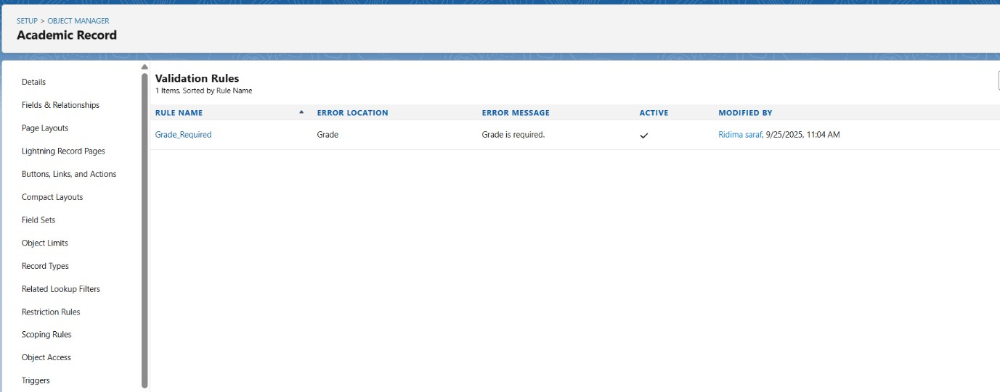 SETUP > OBJECT MANAGER
Academic Record
Details
Fields & Relationships
Page Layouts
Lightning Record Pages
Buttons, Links, and Actions
Compact Layouts
Field Sets
Object Limits
Record Types
Related Lookup Filters
Restriction Rules
Scoping Rules
Object Access
Triggers
Validation Rules
1 Items, Sorted by Rule Name
RULE NAME ERROR LOCATION ERROR MESSAGE ACTIVE MODIFIED BY
Grade_Required Grade Grade is required. Ridima saraf, 9/25/2025, 11:04 AM